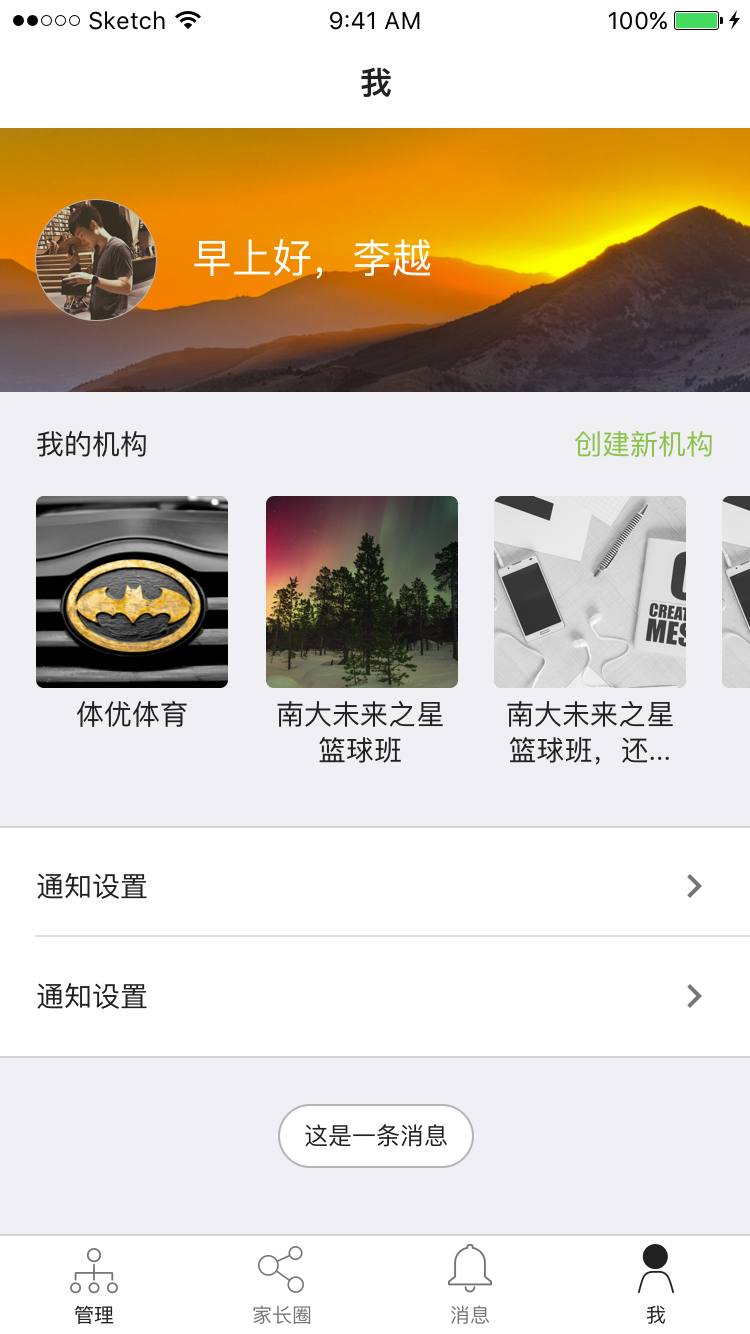 Sketch 9:41 AM 100%
我
早上好，李越
我的机构 创建新机构
体优体育
南大未来之星
篮球班
南大未来之星
篮球班，还...
通知设置
通知设置
这是一条消息
管理 家长圈 消息 我